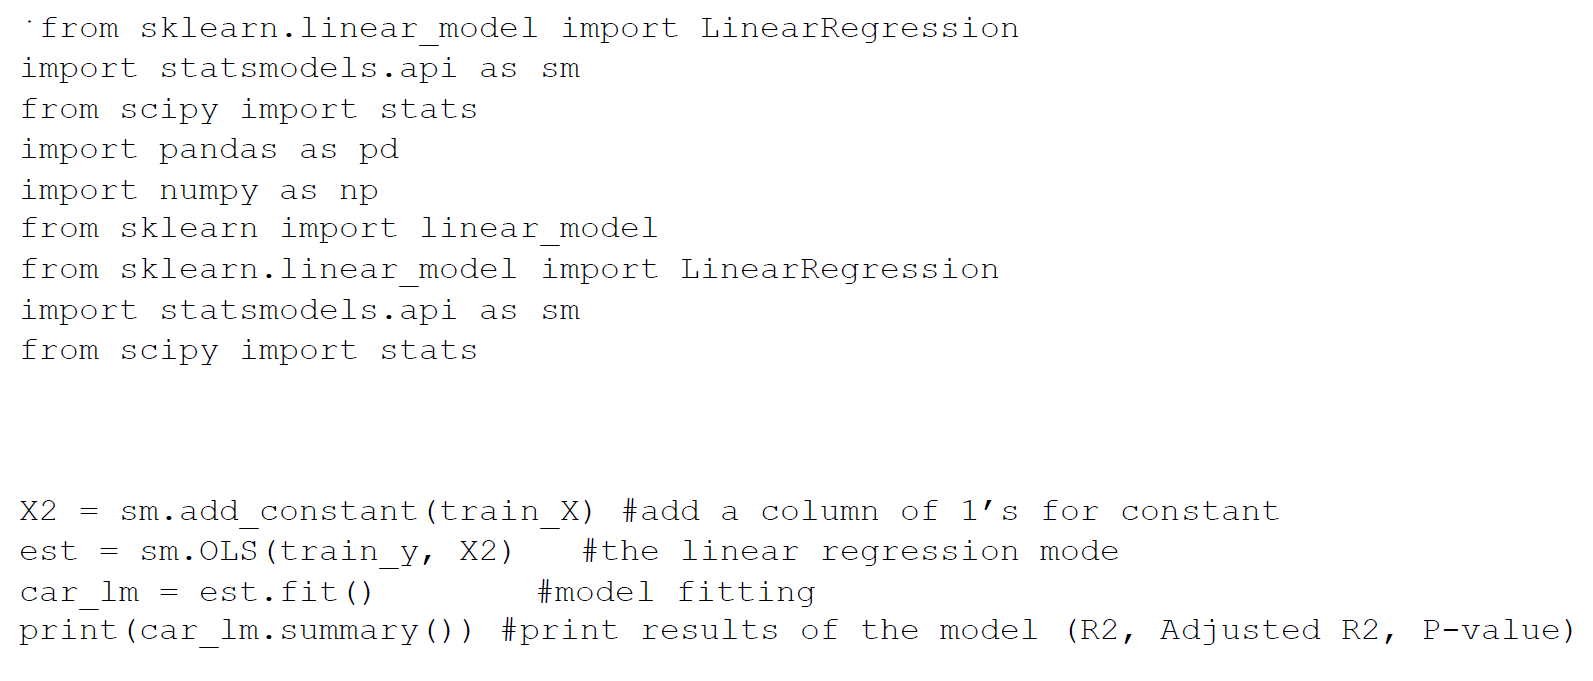 'from sklearn.linear_model import LinearRegression
import statsmodels.api as sm
from scipy import stats
import pandas as pd
import numpy as np
from sklearn import linear_model
from sklearn.linear_model import LinearRegression
import statsmodels.api as sm
from scipy import stats
X2 = sm.add_constant(train_X) #add a column of 1’s for constant
est = sm.OLS(train_y, X2)   #the linear regression mode
car_lm = est.fit()        #model fitting
print(car_lm.summary()) #print results of the model (R2, Adjusted R2, P-value)